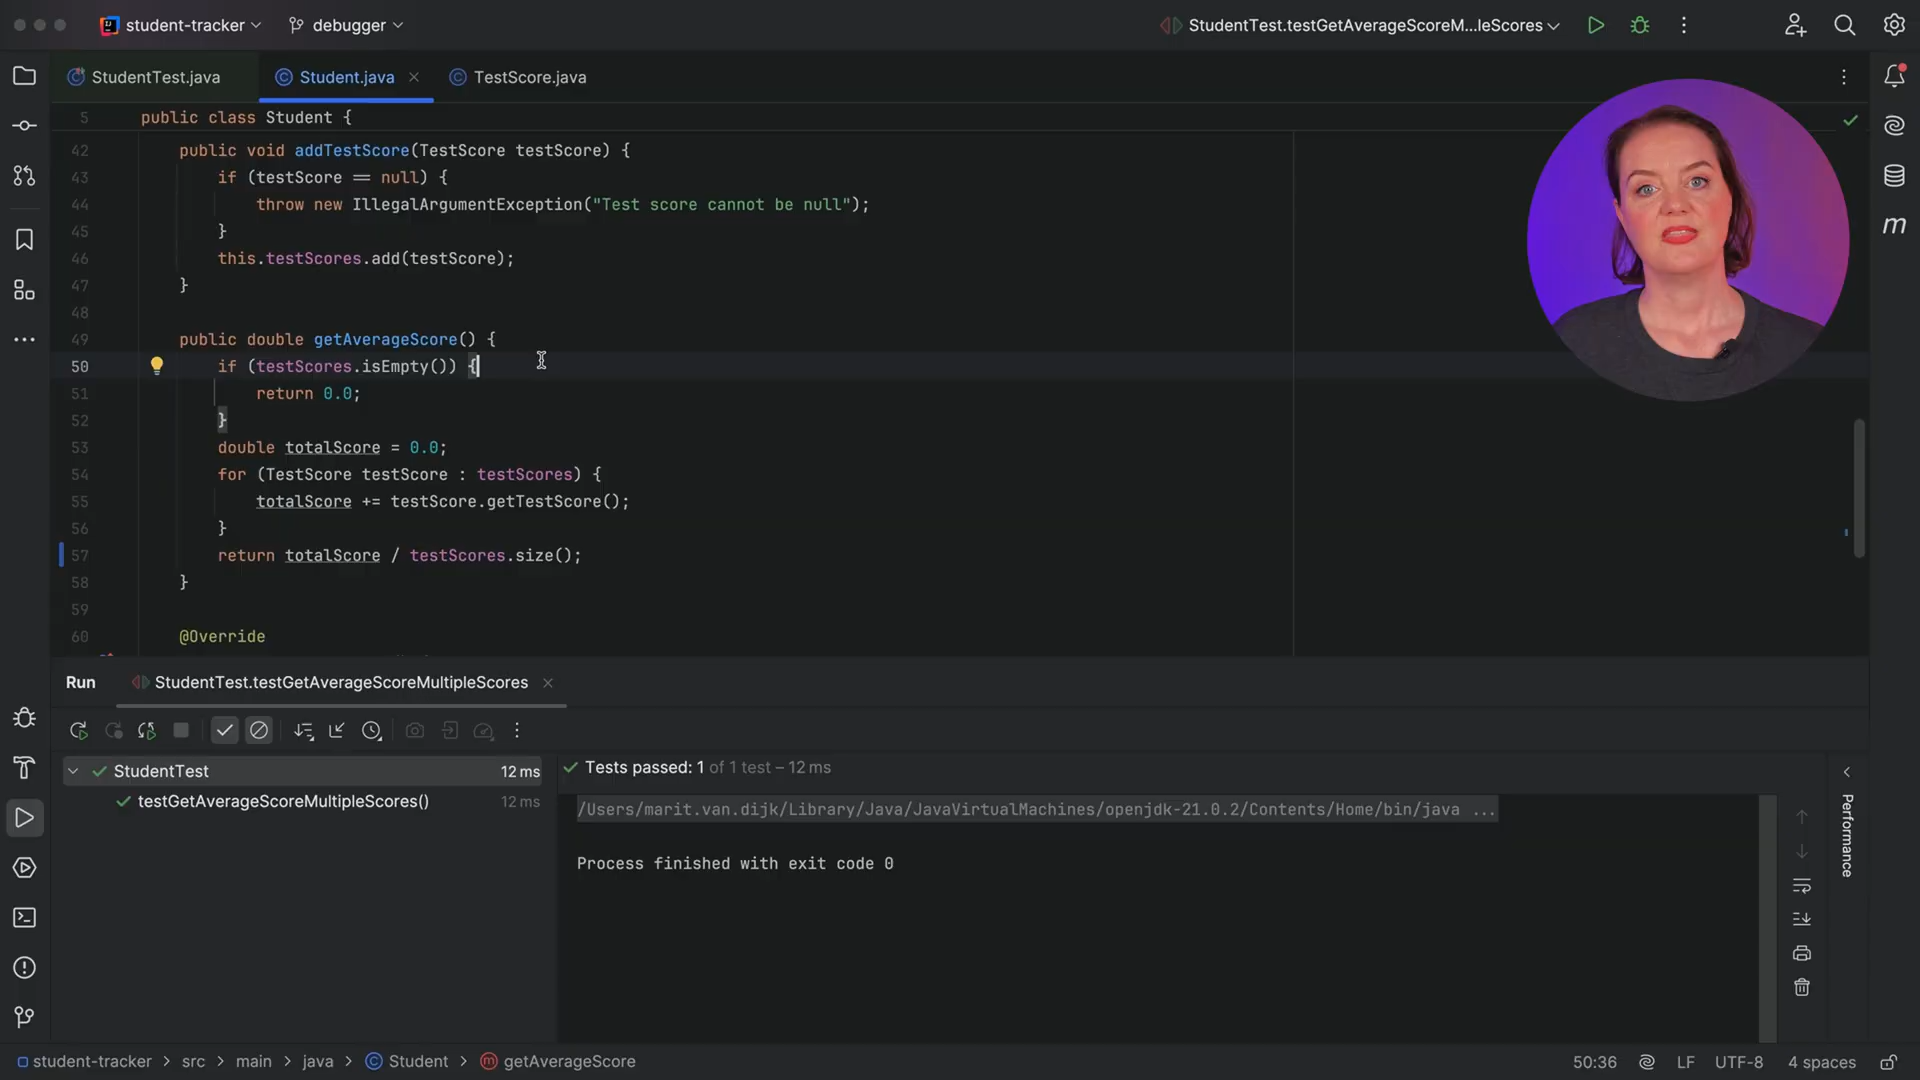 student-tracker
debugger
StudentTest.testGetAverageScoreM...leScores
StudentTest.java
Student.java
TestScore.java
5 public class Student {
42 public void addTestScore(TestScore testScore) {
43 if (testScore == null) {
44 throw new IllegalArgumentException("Test score cannot be null");
45 }
46 this.testScores.add(testScore);
47 }
48
49 public double getAverageScore() {
50 if (testScores.isEmpty()) {
51 return 0.0;
52 }
53 double totalScore = 0.0;
54 for (TestScore testScore : testScores) {
55 totalScore += testScore.getTestScore();
56 }
57 return totalScore / testScores.size();
58 }
59
60 @Override
Run
StudentTest.testGetAverageScoreMultipleScores
StudentTest 12 ms
testGetAverageScoreMultipleScores() 12 ms
Tests passed: 1 of 1 test – 12 ms
/Users/marit.van.dijk/Library/Java/JavaVirtualMachines/openjdk-21.0.2/Contents/Home/bin/java ...
Process finished with exit code 0
Performance
student-tracker > src > main > java > Student > getAverageScore
50:36
LF
UTF-8
4 spaces